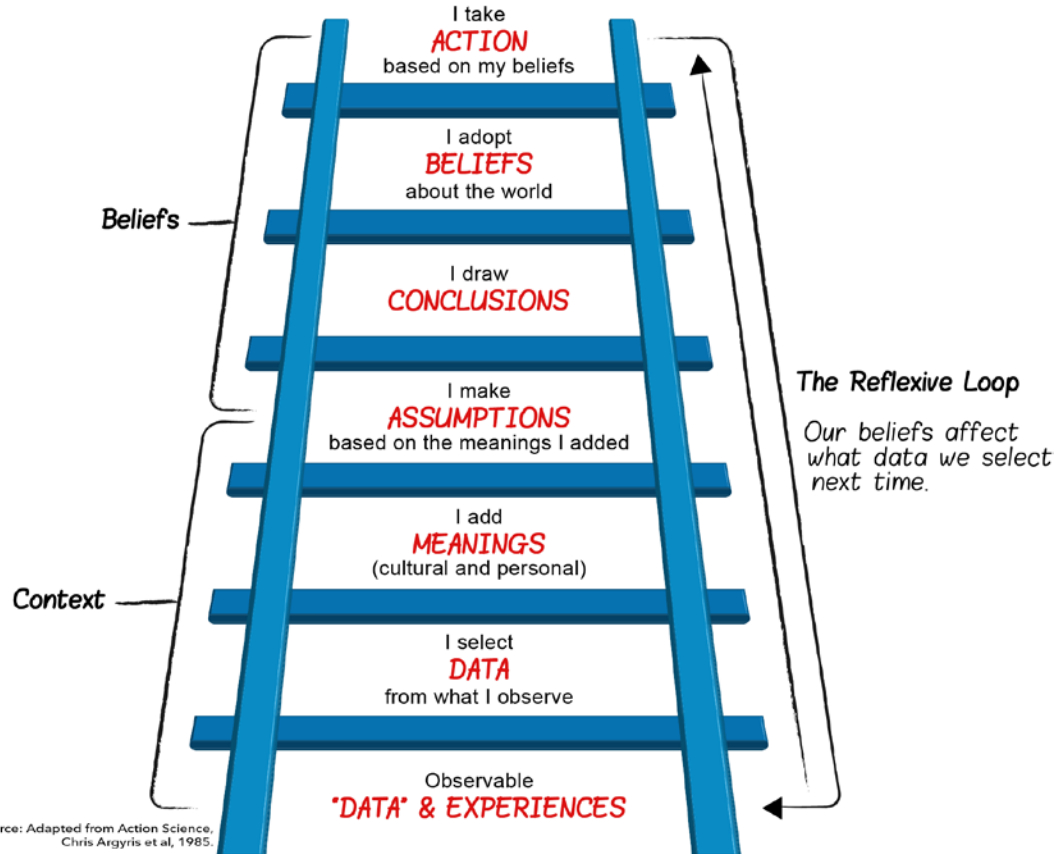 I take
ACTION
based on my beliefs
I adopt
BELIEFS
about the world
Beliefs
I draw
CONCLUSIONS
The Reflexive Loop
I make
ASSUMPTIONS
based on the meanings I added
Our beliefs affect
what data we select
next time.
I add
MEANINGS
(cultural and personal)
Context
I select
DATA
from what I observe
Observable
"DATA" & EXPERIENCES
rce: Adapted from Action Science,
Chris Argyris et al, 1985.